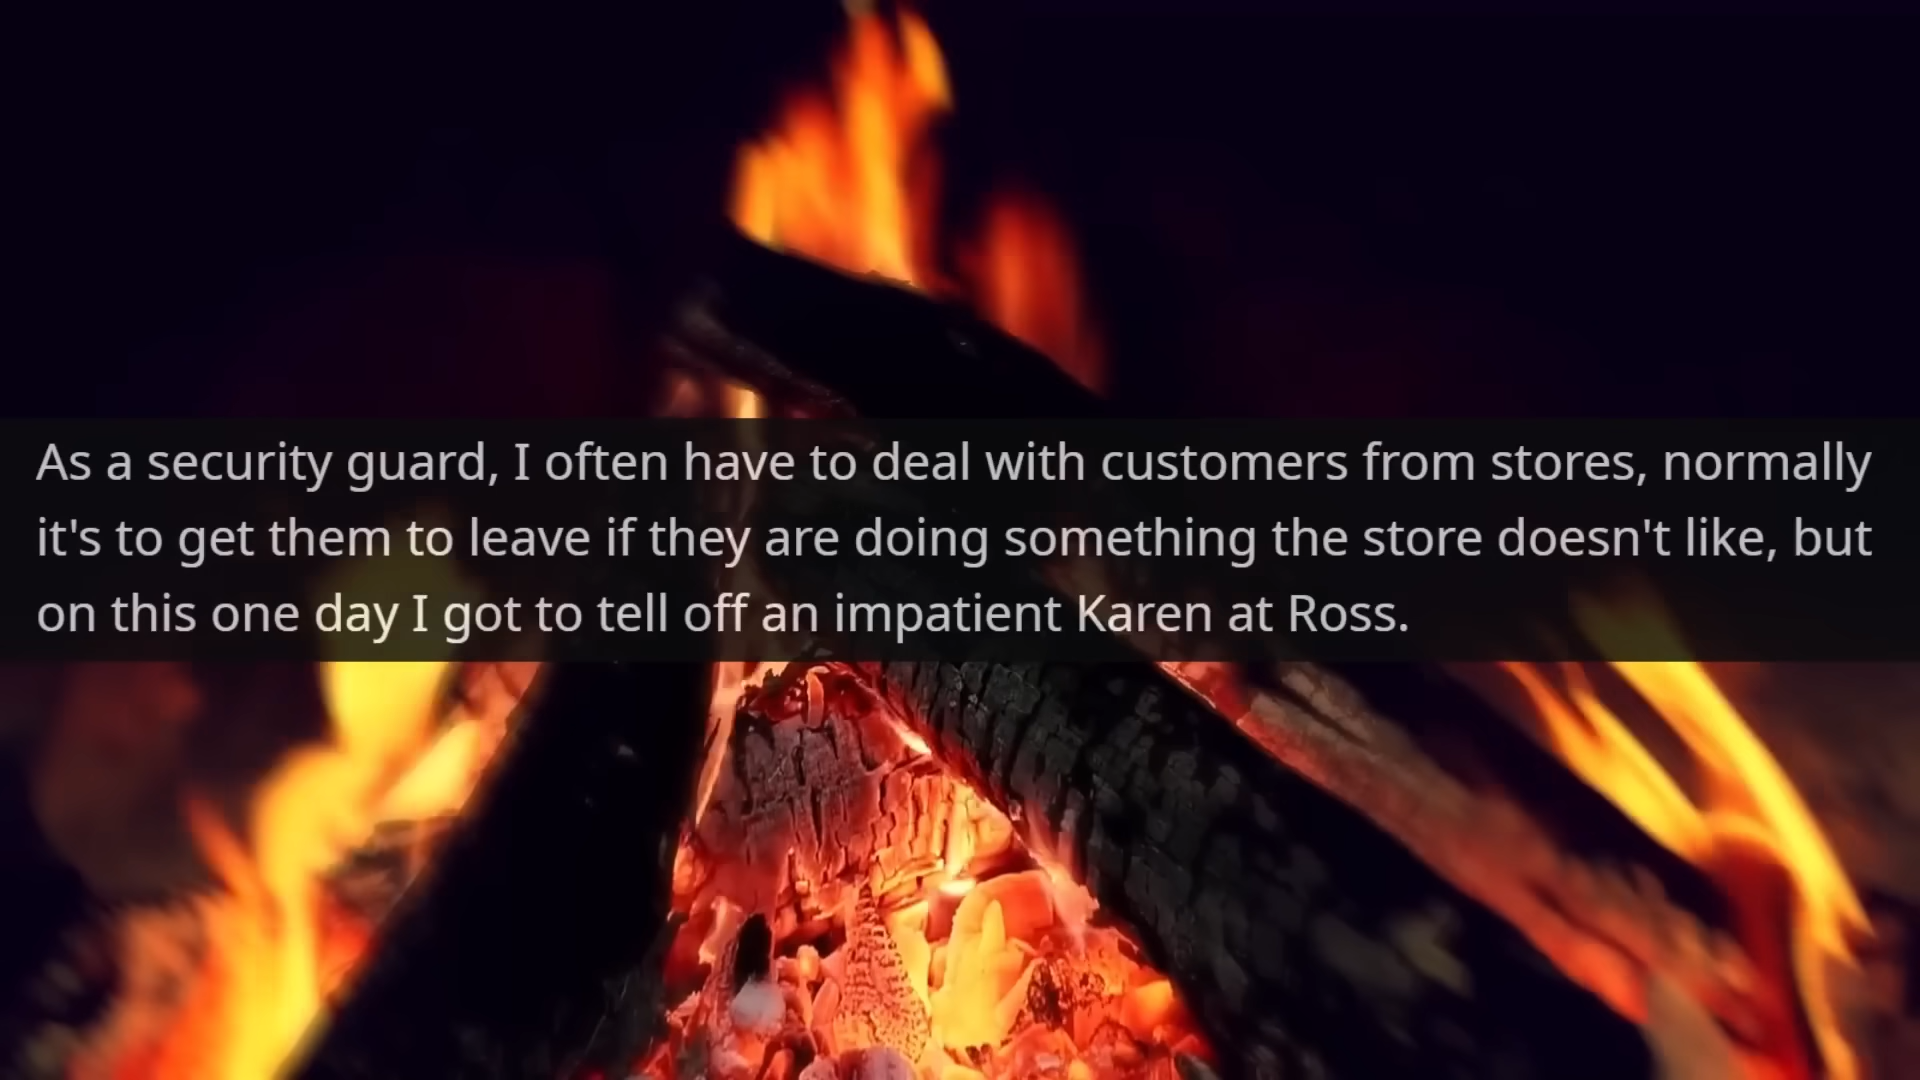 As a security guard, I often have to deal with customers from stores, normally
it's to get them to leave if they are doing something the store doesn't like, but
on this one day I got to tell off an impatient Karen at Ross.